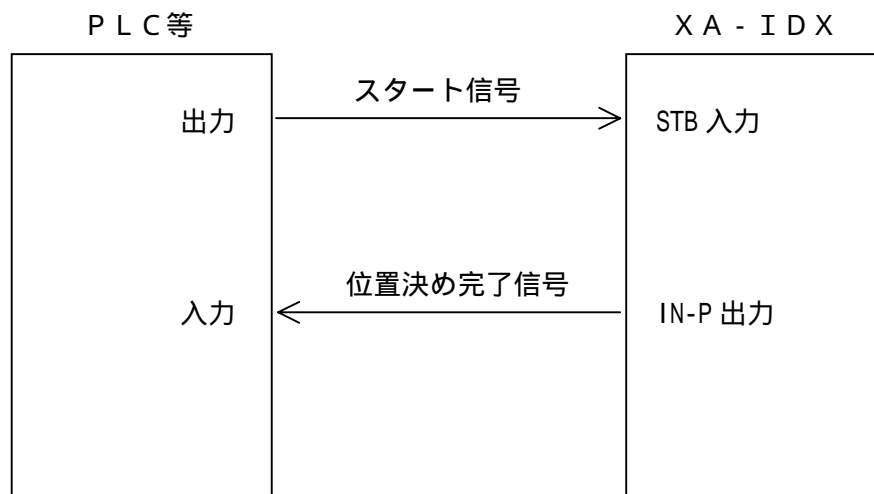 ＰＬＣ等
ＸＡ-ＩＤＸ
スタート信号
出力
STB 入力
位置決め完了信号
入力
IN-P 出力